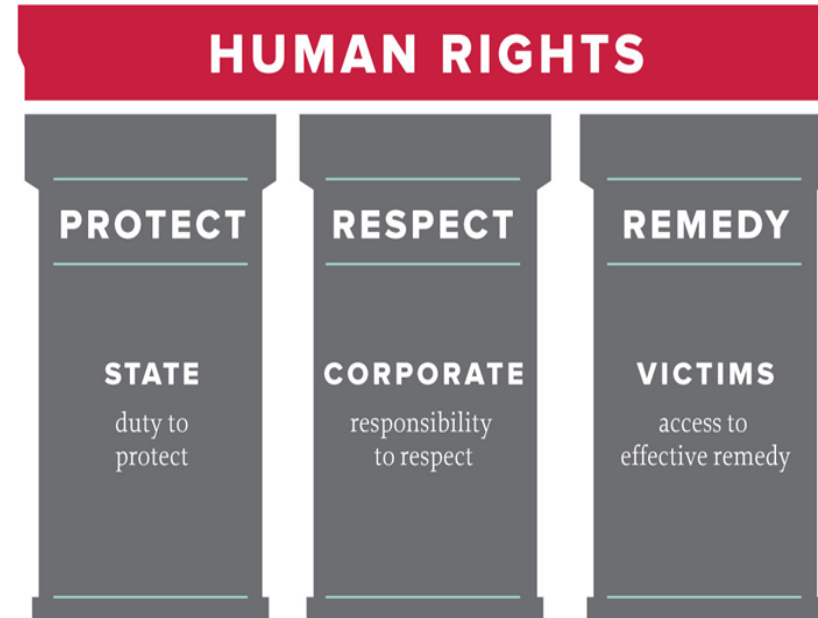 HUMAN RIGHTS
PROTECT
STATE
duty to
protect
RESPECT
CORPORATE
responsibility
to respect
REMEDY
VICTIMS
access to
effective remedy